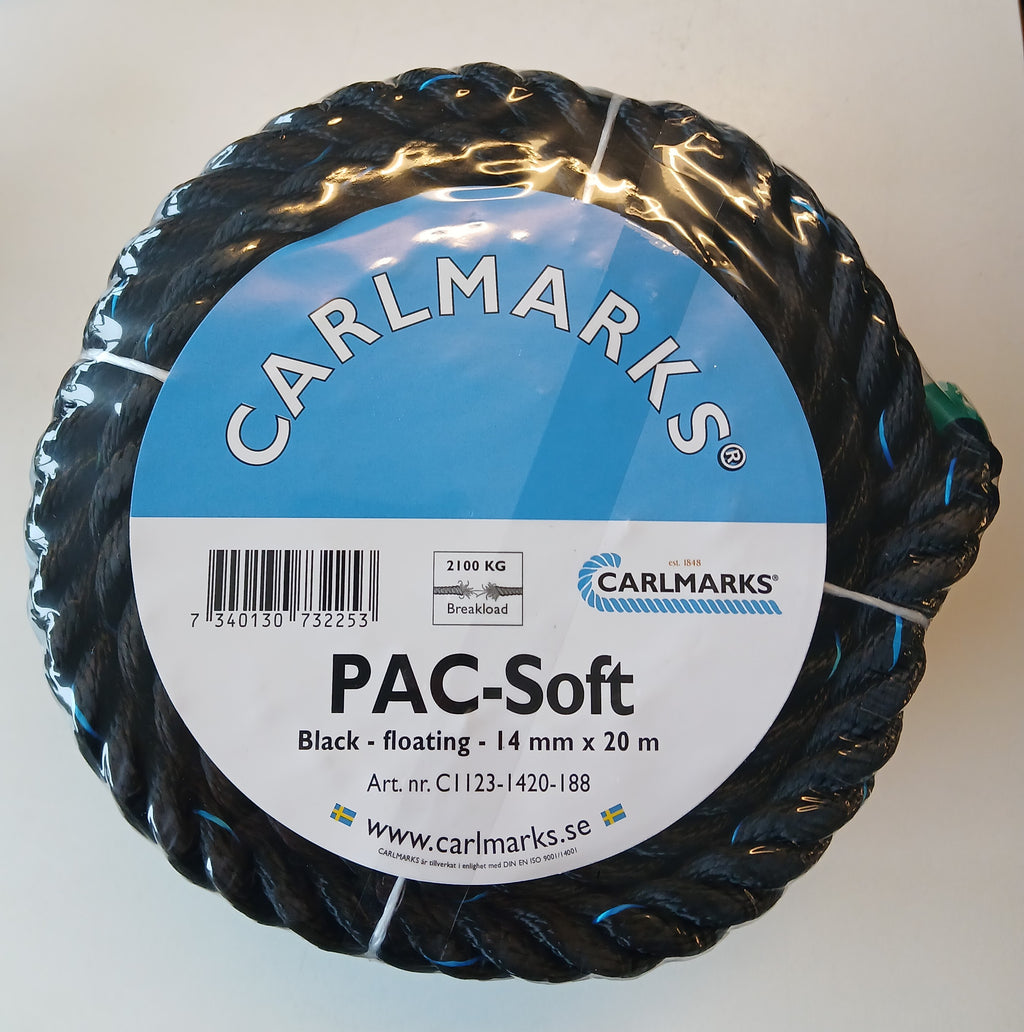 CARLMARKS®
7 340130 732253
2100 KG
Breakload
est. 1848
CARLMARKS®
PAC-Soft
Black - floating - 14 mm x 20 m
Art. nr. C1123-1420-188
www.carlmarks.se
CARLMARKS är tillverkat i enlighet med DIN EN ISO 9001/14001